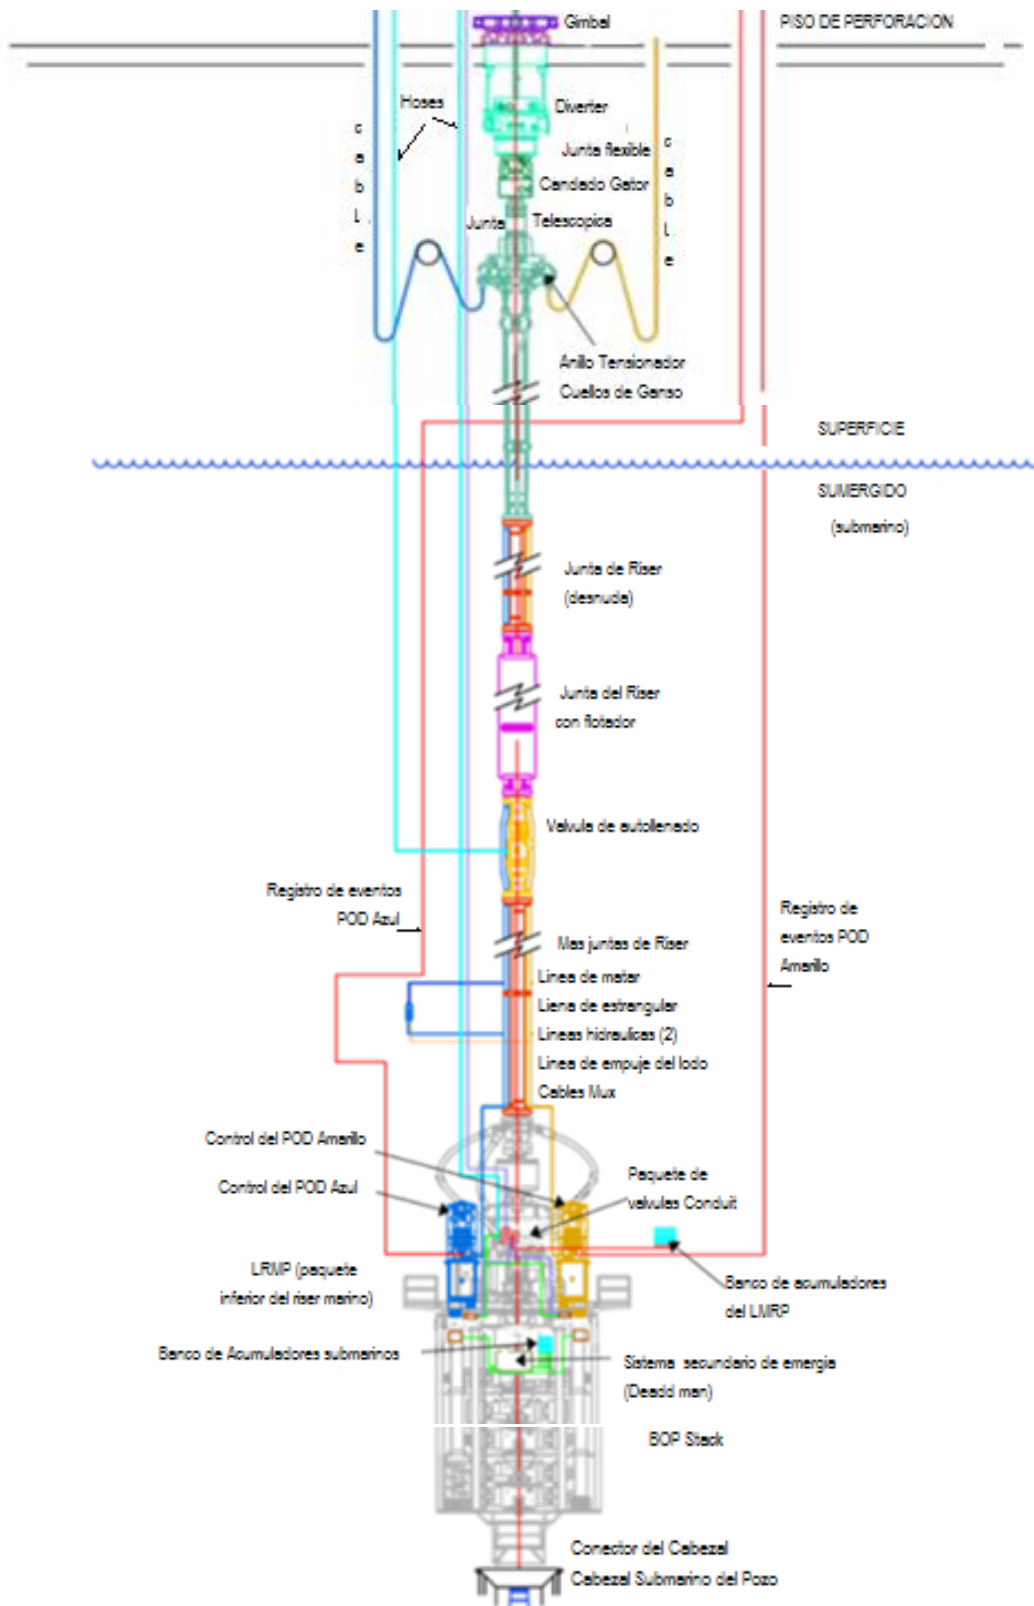 Gimbal
PISO DE PERFORACION
Hoses
Diverter
cable
cable
Junta flexible
Candado Gator
Junta Telescopica
Anillo Tensionador
Cuellos de Ganso
SUPERFICIE
SUMERGIDO
(submarino)
Junta de Riser
(desnuda)
Junta del Riser
con flotador
Valvula de autollenado
Registro de eventos
POD Azul
Registro de
eventos POD
Amarillo
Mas juntas de Riser
Linea de matar
Liena de estrangular
Lineas hidraulicas (2)
Linea de empuje del lodo
Cables Mux
Control del POD Amarillo
Control del POD Azul
Paquete de
valvulas Conduit
LRMP (paquete
inferior del riser marino)
Banco de acumuladores
del LMRP
Banco de Acumuladores submarinos
Sistema secundario de emergia
(Deadd man)
BOP Stack
Conector del Cabezal
Cabezal Submarino del Pozo